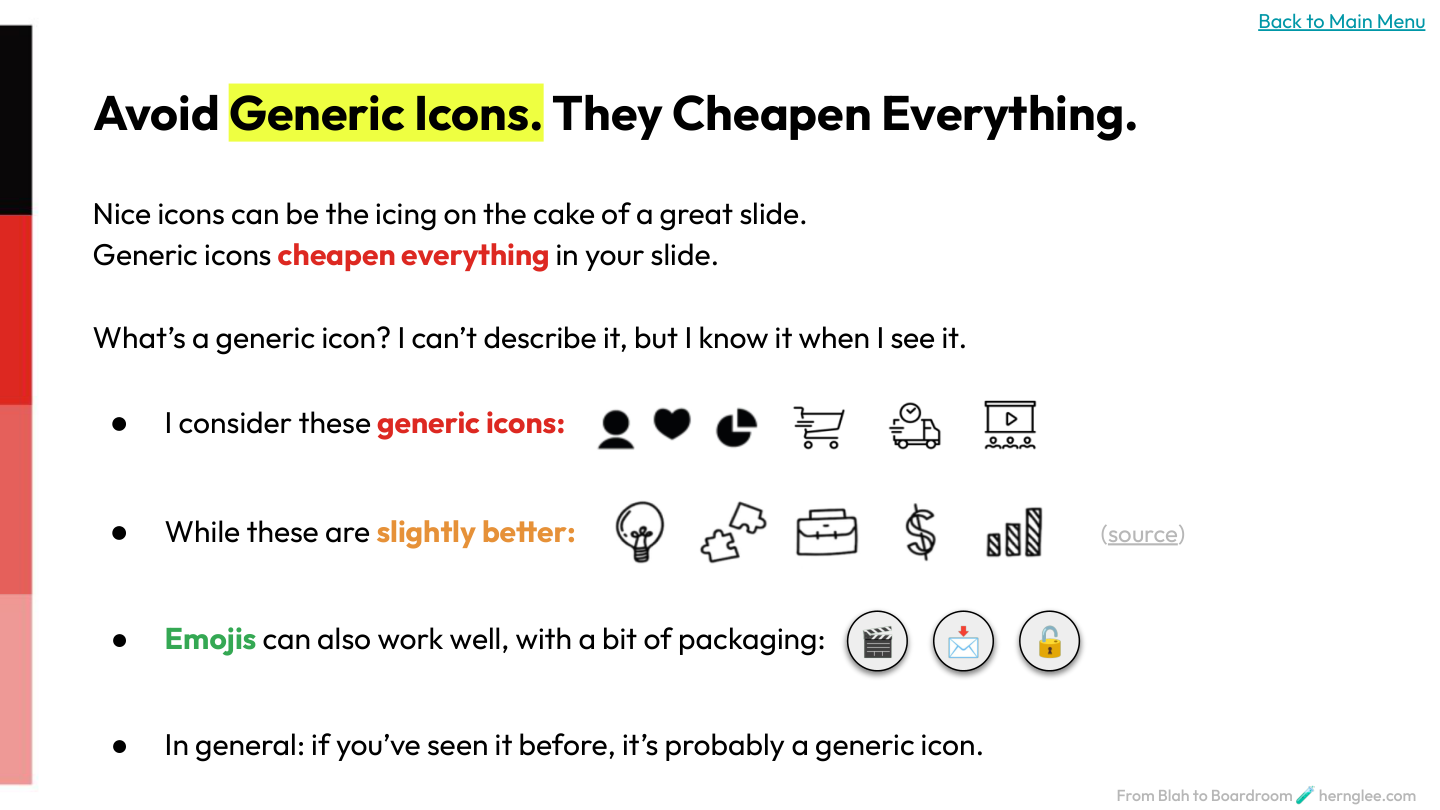 Back to Main Menu
Avoid Generic Icons. They Cheapen Everything.
Nice icons can be the icing on the cake of a great slide.
Generic icons cheapen everything in your slide.
What’s a generic icon? I can’t describe it, but I know it when I see it.
● I consider these generic icons:
● While these are slightly better: (source)
● Emojis can also work well, with a bit of packaging:
● In general: if you’ve seen it before, it’s probably a generic icon.
From Blah to Boardroom 🧪 hernglee.com